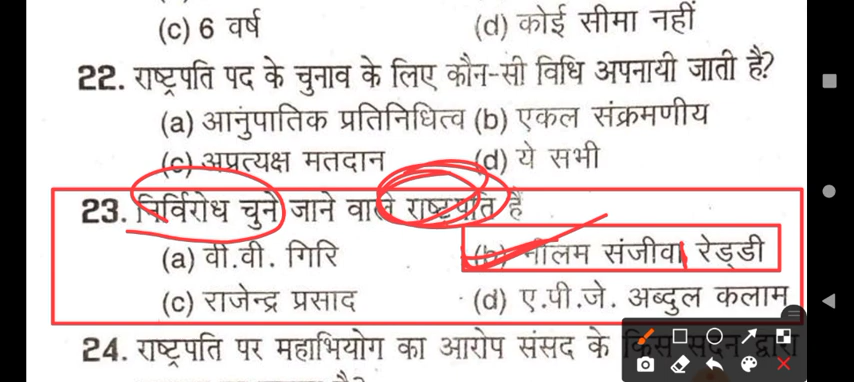 (c) 6 वर्ष (d) कोई सीमा नहीं
22. राष्ट्रपति पद के चुनाव के लिए कौन-सी विधि अपनायी जाती है?
(a) आनुंपातिक प्रतिनिधित्व (b) एकल संक्रमणीय
(c) अप्रत्यक्ष मतदान (d) ये सभी
23. निर्विरोध चुने जाने वाले राष्ट्रपति हैं
(a) वी.वी. गिरि (b) नीलम संजीवा रेड्डी
(c) राजेन्द्र प्रसाद (d) ए.पी.जे. अब्दुल कलाम
24. राष्ट्रपति पर महाभियोग का आरोप संसद के किस सदन द्वारा